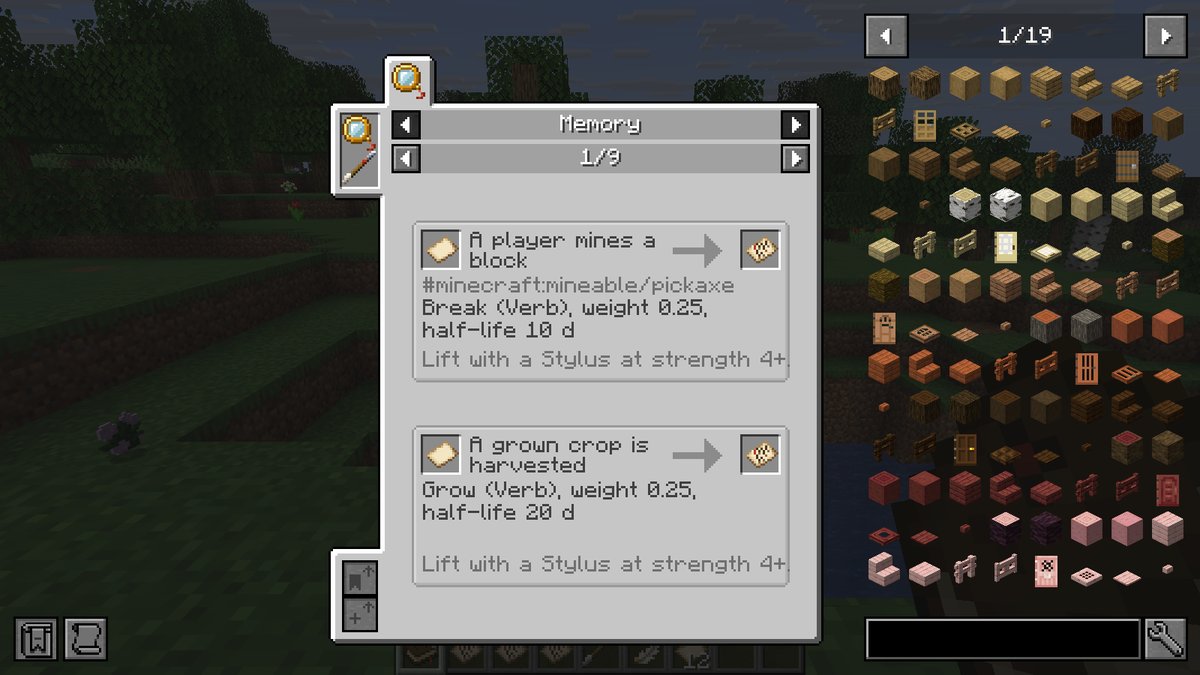 1/19
Memory
1/9
A player mines a
block
#minecraft:mineable/pickaxe
Break (Verb), weight 0.25,
half-life 10 d
Lift with a Stylus at strength 4+.
A grown crop is
harvested
Grow (Verb), weight 0.25,
half-life 20 d
Lift with a Stylus at strength 4+.
12